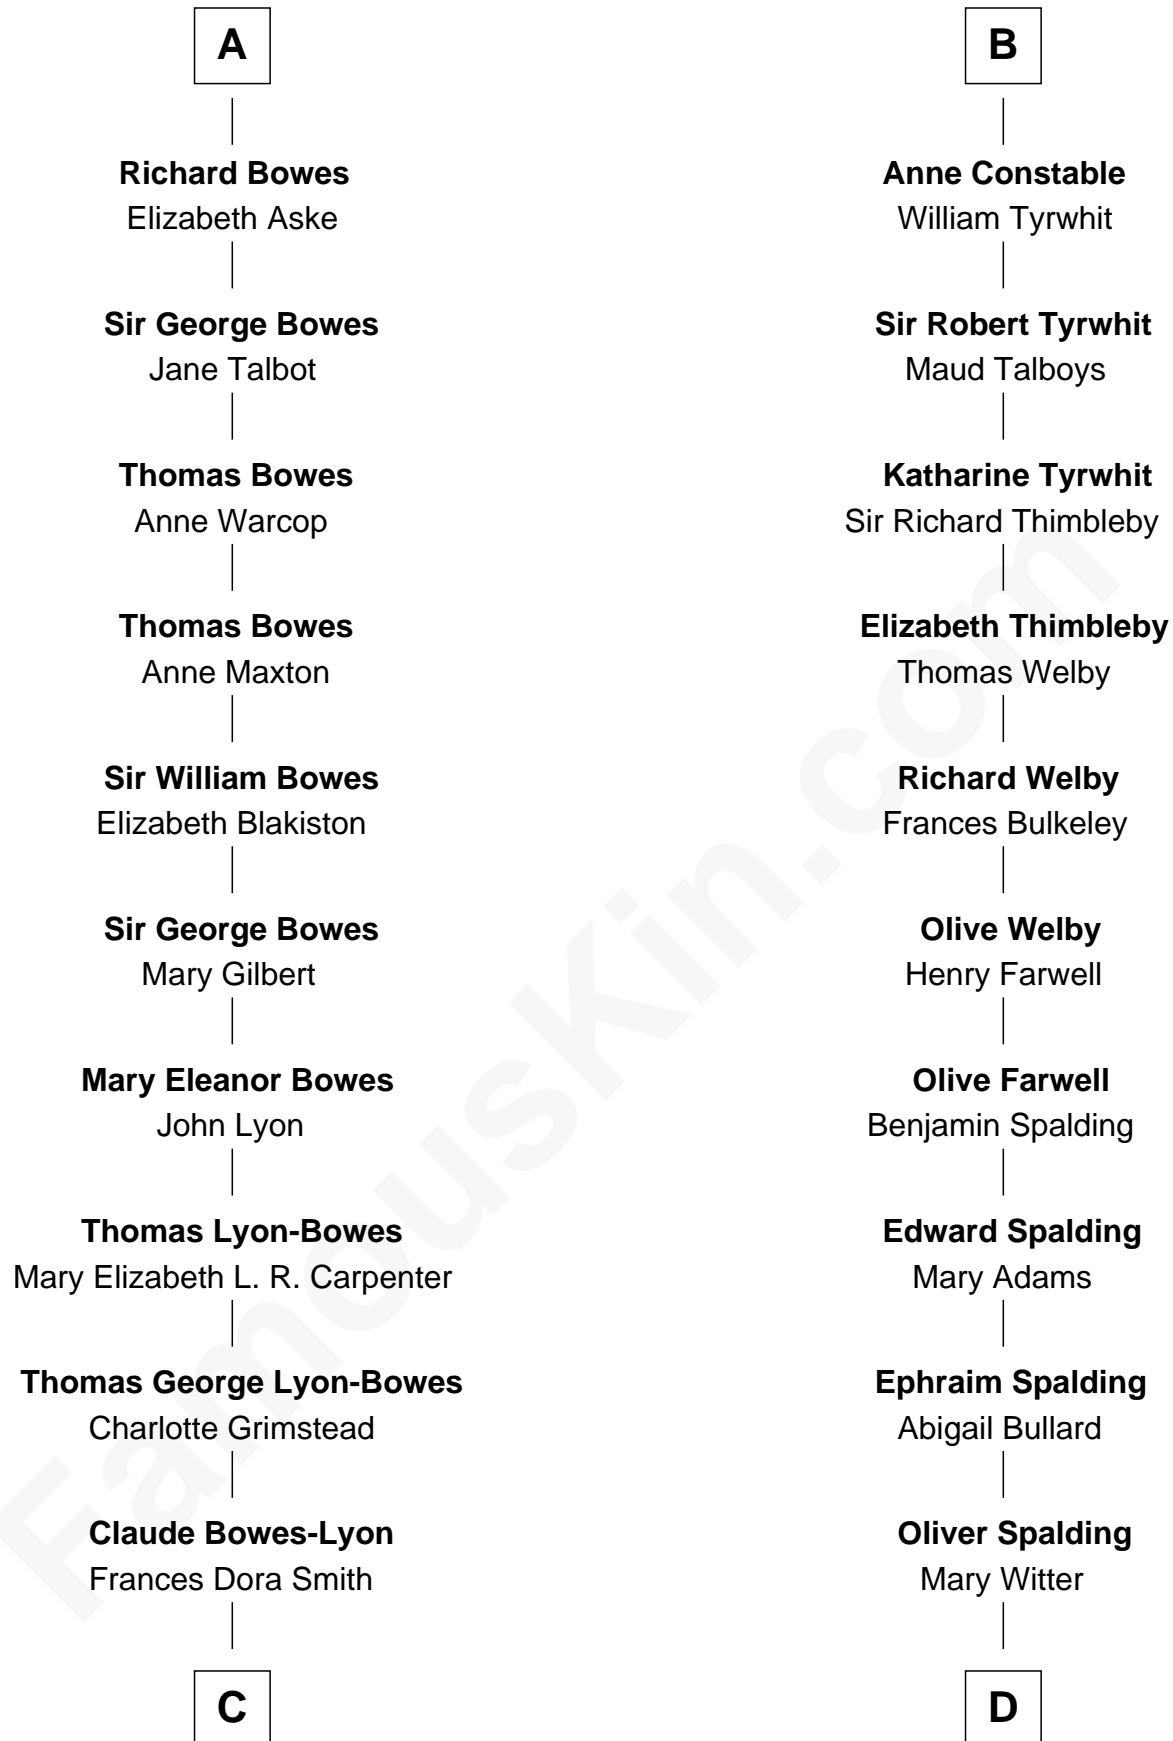 A
Richard Bowes
Elizabeth Aske
Sir George Bowes
Jane Talbot
Thomas Bowes
Anne Warcop
Thomas Bowes
Anne Maxton
Sir William Bowes
Elizabeth Blakiston
Sir George Bowes
Mary Gilbert
Mary Eleanor Bowes
John Lyon
Thomas Lyon-Bowes
Mary Elizabeth L. R. Carpenter
Thomas George Lyon-Bowes
Charlotte Grimstead
Claude Bowes-Lyon
Frances Dora Smith
C
B
Anne Constable
William Tyrwhit
Sir Robert Tyrwhit
Maud Talboys
Katharine Tyrwhit
Sir Richard Thimbleby
Elizabeth Thimbleby
Thomas Welby
Richard Welby
Frances Bulkeley
Olive Welby
Henry Farwell
Olive Farwell
Benjamin Spalding
Edward Spalding
Mary Adams
Ephraim Spalding
Abigail Bullard
Oliver Spalding
Mary Witter
D
FamousKin.com